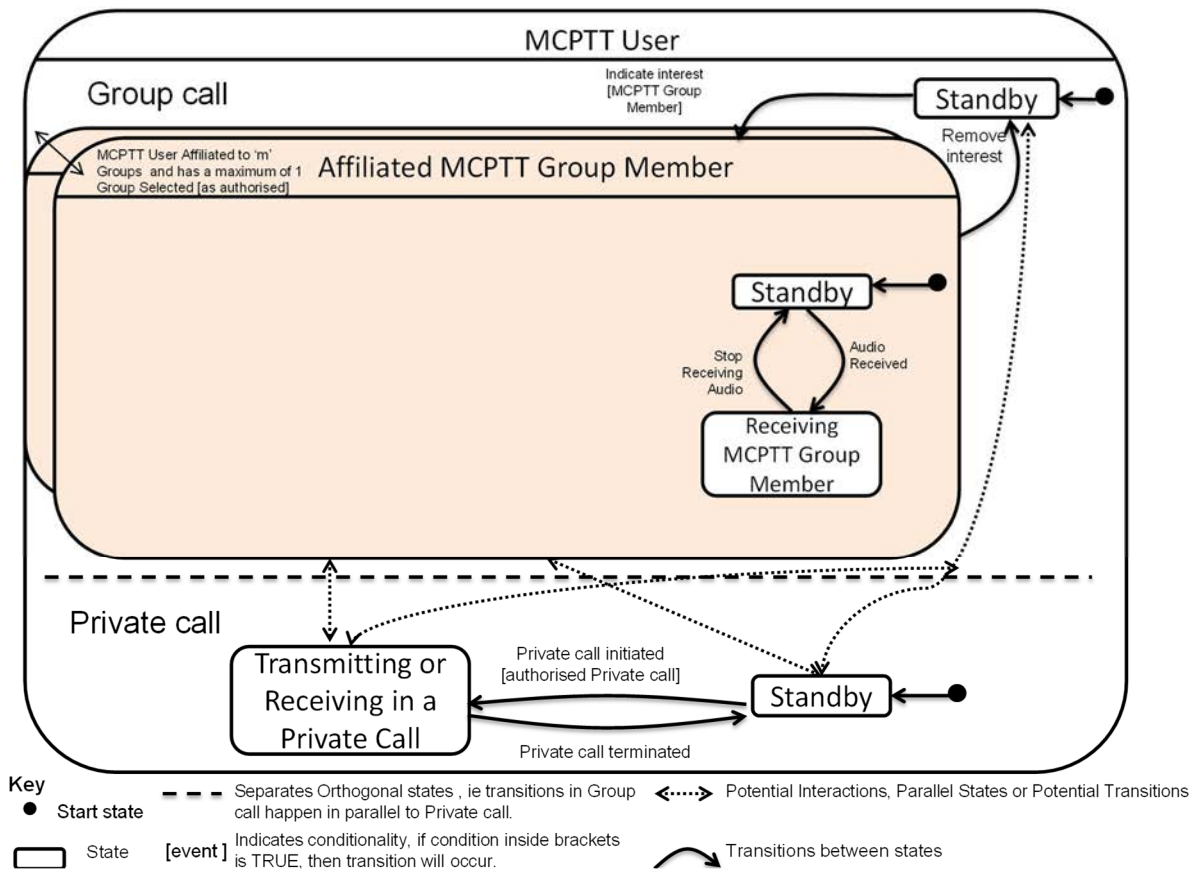 MCPTT User
Group call
Indicate interest
[MCPTT Group
Member]
Standby
Remove
interest
MCPTT User Affiliated to 'm'
Groups and has a maximum of 1
Group Selected [as authorised]
Affiliated MCPTT Group Member
Standby
Stop
Receiving
Audio
Audio
Received
Receiving
MCPTT Group
Member
Private call
Transmitting or
Receiving in a
Private Call
Private call initiated
[authorised Private call]
Standby
Private call terminated
Key
Start state
Separates Orthogonal states , ie transitions in Group
call happen in parallel to Private call.
Potential Interactions, Parallel States or Potential Transitions
State
[event ]
Indicates conditionality, if condition inside brackets
is TRUE, then transition will occur.
Transitions between states